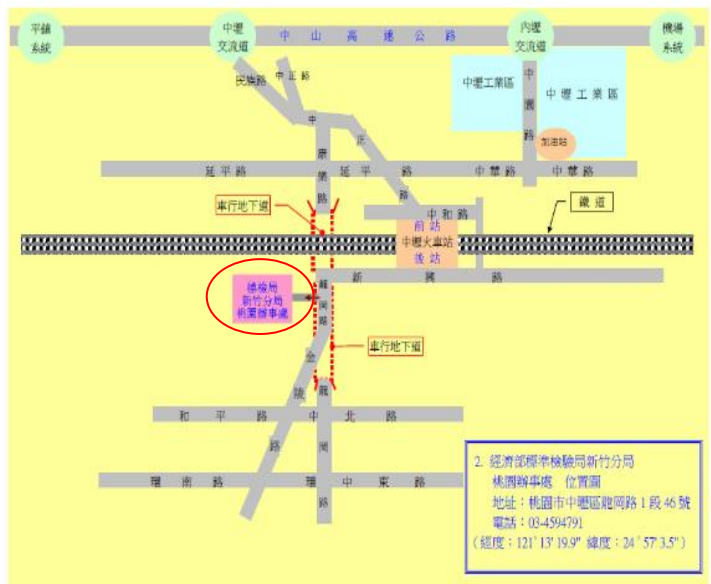 平鎮
系統
中壢
交流道
中 山 高 速 公 路
內壢
交流道
機場
系統
民族路
中正路
中
正
路
中壢工業區
中園路
中壢工業區
加油站
康樂路
延平路
延平路
中華路
中華路
車行地下道
中和路
鐵道
前站
中壢火車站
後站
新興路
標檢局
新竹分局
桃園辦事處
龍岡路
車行地下道
金陵路
龍岡路
和平路
中北路
環南路
環中東路
2. 經濟部標準檢驗局新竹分局
桃園辦事處 位置圖
地址：桃園市中壢區龍岡路1段46號
電話：03-4594791
（經度：121°13'19.9" 緯度：24°57'3.5"）